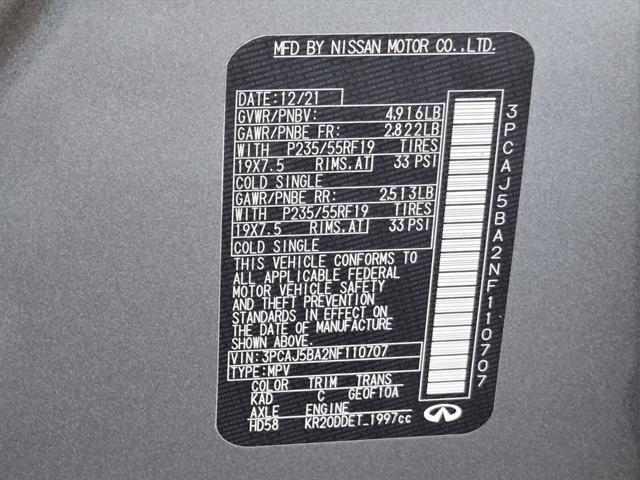 MFD BY NISSAN MOTOR CO.,LTD.
DATE:12/21
GVWR/PNBV: 4,916LB
GAWR/PNBE FR: 2,822LB
WITH P235/55RF19 TIRES
19X7.5 RIMS,AT 33 PSI
COLD SINGLE
GAWR/PNBE RR: 2,513LB
WITH P235/55RF19 TIRES
19X7.5 RIMS,AT 33 PSI
COLD SINGLE
THIS VEHICLE CONFORMS TO
ALL APPLICABLE FEDERAL
MOTOR VEHICLE SAFETY
AND THEFT PREVENTION
STANDARDS IN EFFECT ON
THE DATE OF MANUFACTURE
SHOWN ABOVE.
VIN:3PCAJ5BA2NF110707
TYPE:MPV
COLOR TRIM TRANS
KAD C GE0F10A
AXLE ENGINE
HD58 KR20DDET_1997cc
3PCAJ5BA2NF110707